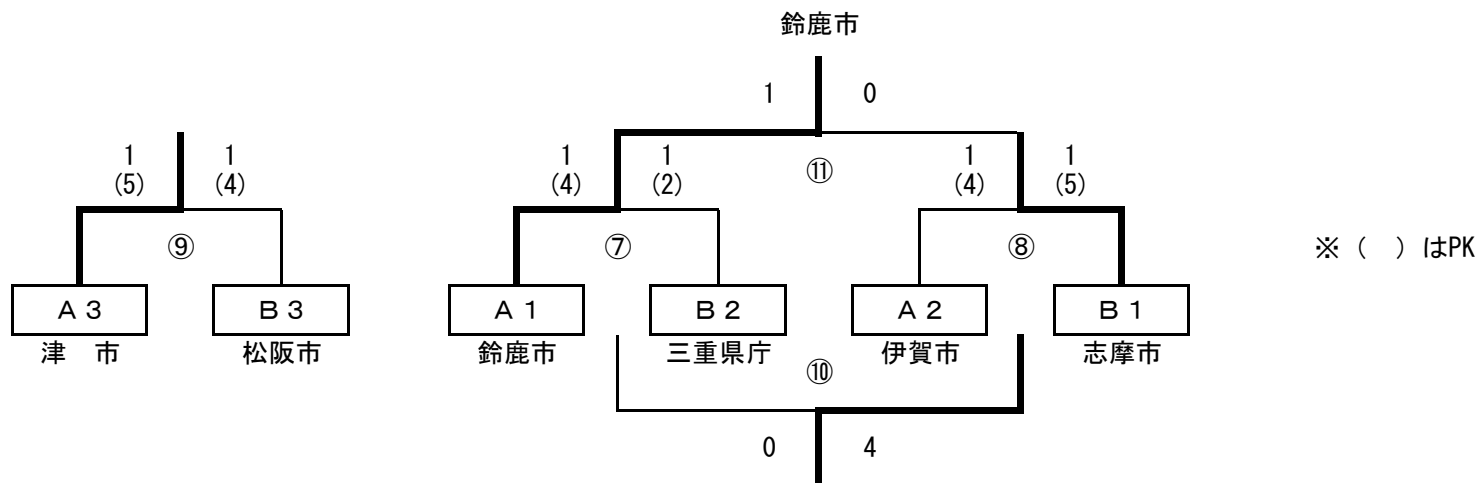 鈴鹿市
1 0
1 1 1 1 1 1
(5) (4) (4) (2) ⑪ (4) (5)
⑨ ⑦ ⑧ ※（ ）はPK
A3 B3 A1 B2 A2 B1
津 市 松阪市 鈴鹿市 三重県庁 伊賀市 志摩市
⑩
0 4